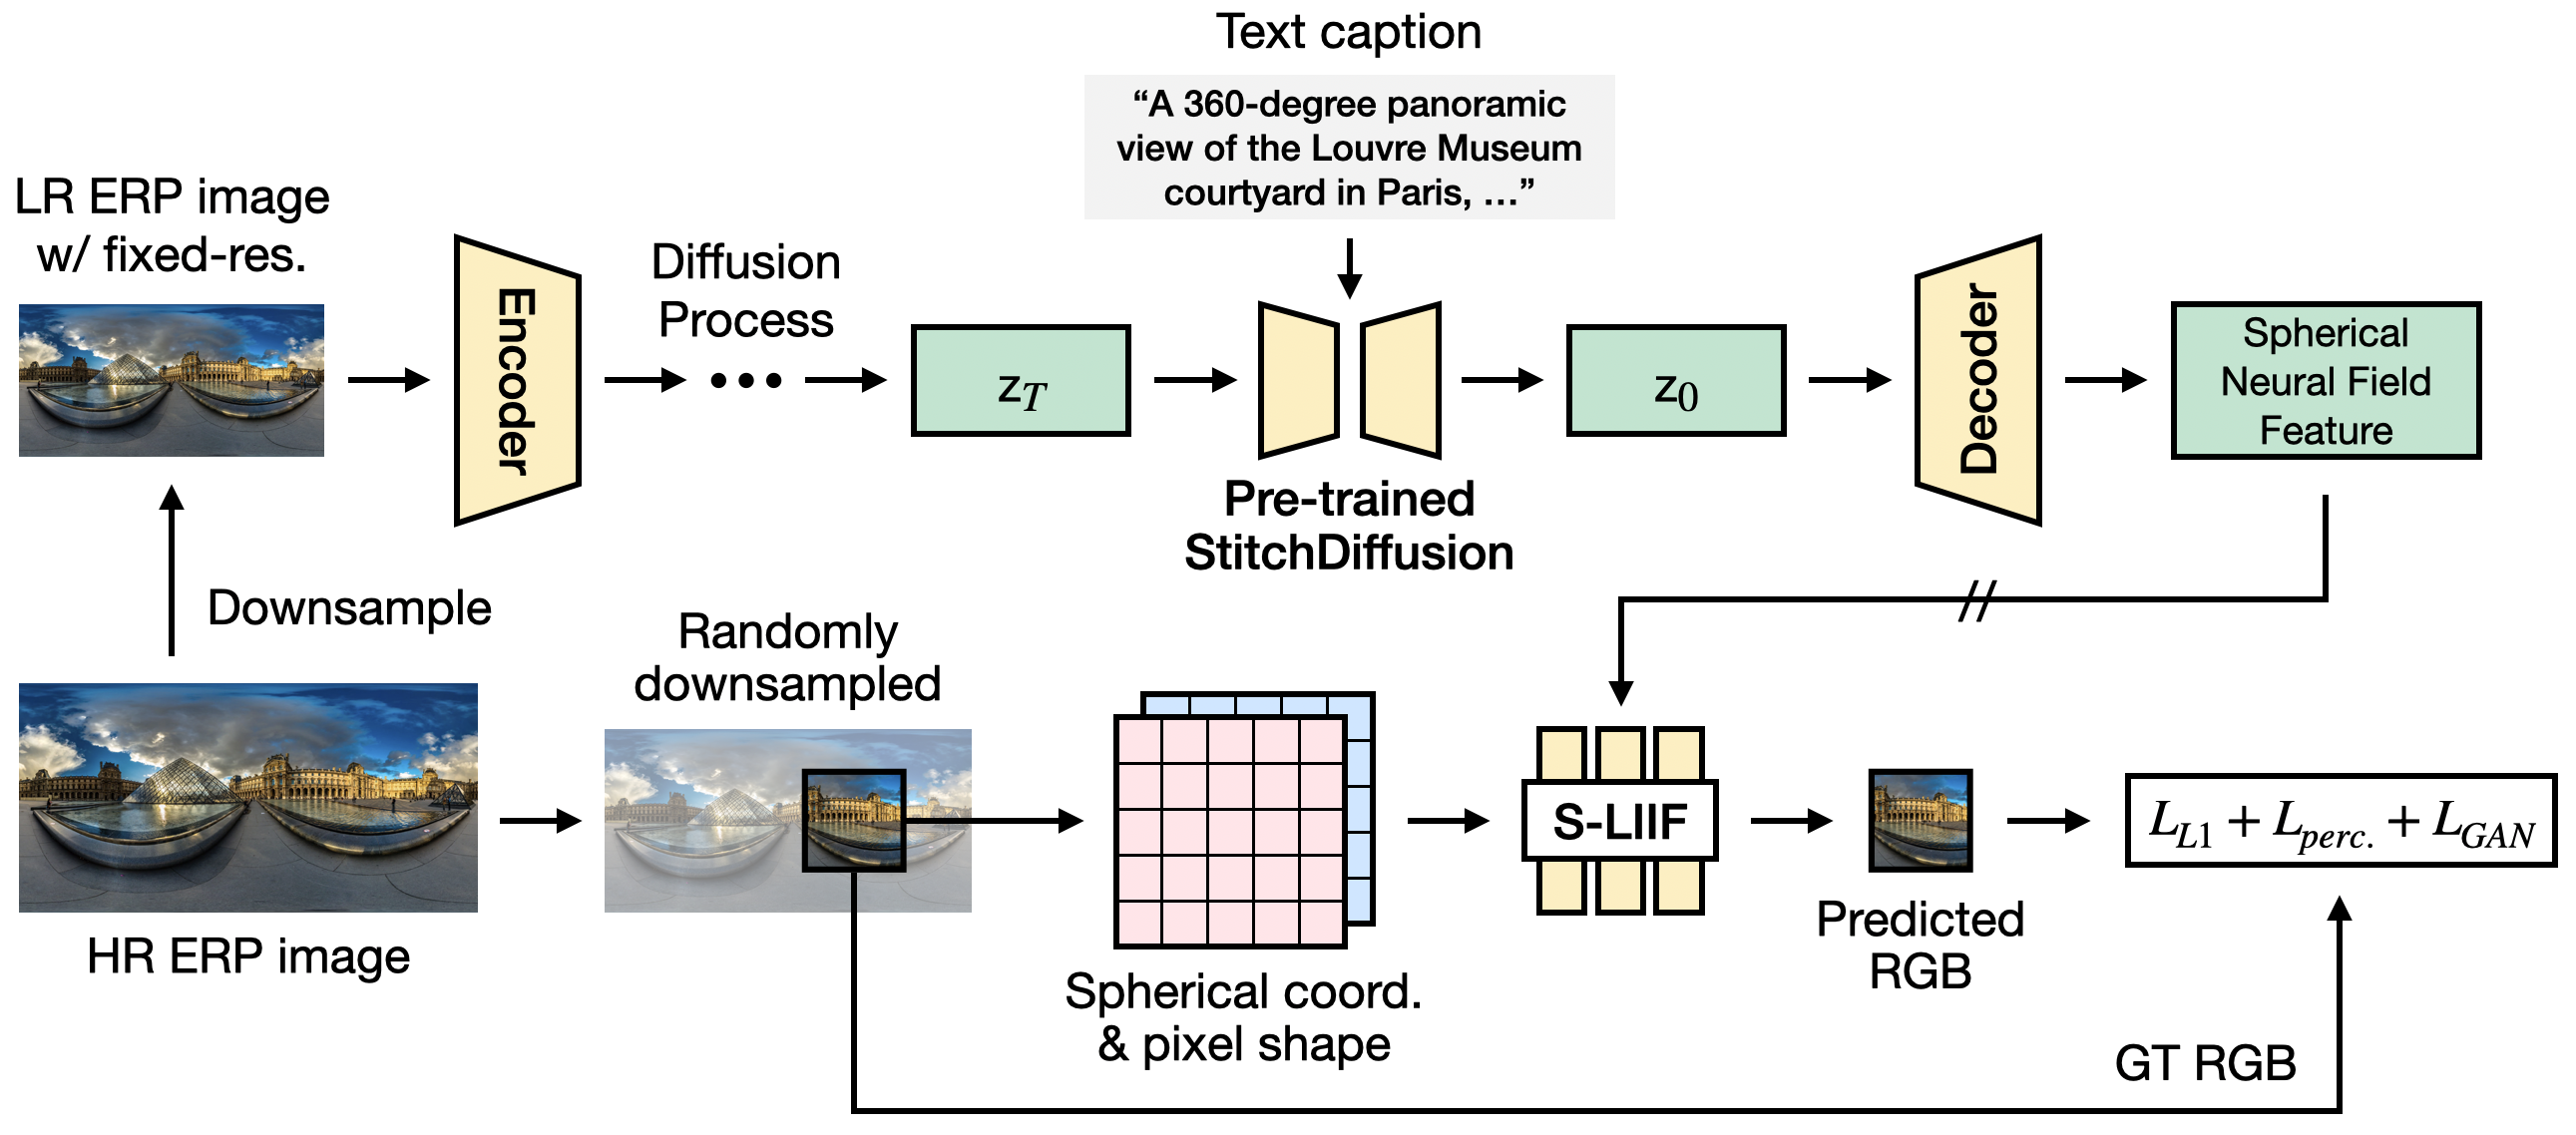 Text caption
“A 360-degree panoramic
view of the Louvre Museum
courtyard in Paris, ...”
LR ERP image
w/ fixed-res.
Encoder
Diffusion
Process
z_T
Pre-trained
StitchDiffusion
z_0
Decoder
Spherical
Neural Field
Feature
Downsample
HR ERP image
Randomly
downsampled
Spherical coord.
& pixel shape
S-LIIF
Predicted
RGB
L_{L1} + L_{perc.} + L_{GAN}
GT RGB